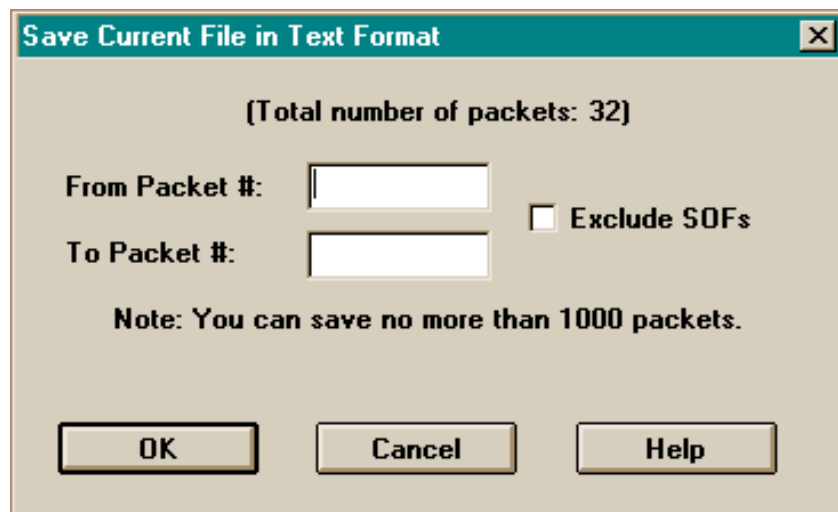 Save Current File in Text Format
(Total number of packets: 32)
From Packet #:
Exclude SOFs
To Packet #:
Note: You can save no more than 1000 packets.
OK Cancel Help